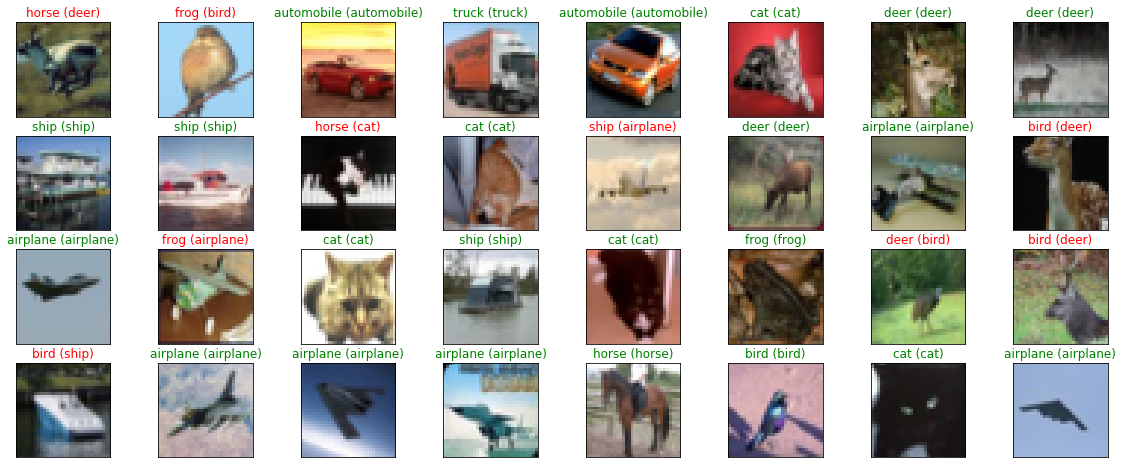 horse (deer) frog (bird) automobile (automobile) truck (truck) automobile (automobile) cat (cat) deer (deer) deer (deer)
ship (ship) ship (ship) horse (cat) cat (cat) ship (airplane) deer (deer) airplane (airplane) bird (deer)
airplane (airplane) frog (airplane) cat (cat) ship (ship) cat (cat) frog (frog) deer (bird) bird (deer)
bird (ship) airplane (airplane) airplane (airplane) airplane (airplane) horse (horse) bird (bird) cat (cat) airplane (airplane)